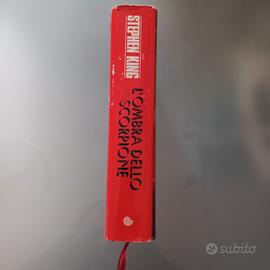 STEPHEN KING
L'OMBRA DELLO
SCORPIONE
subito